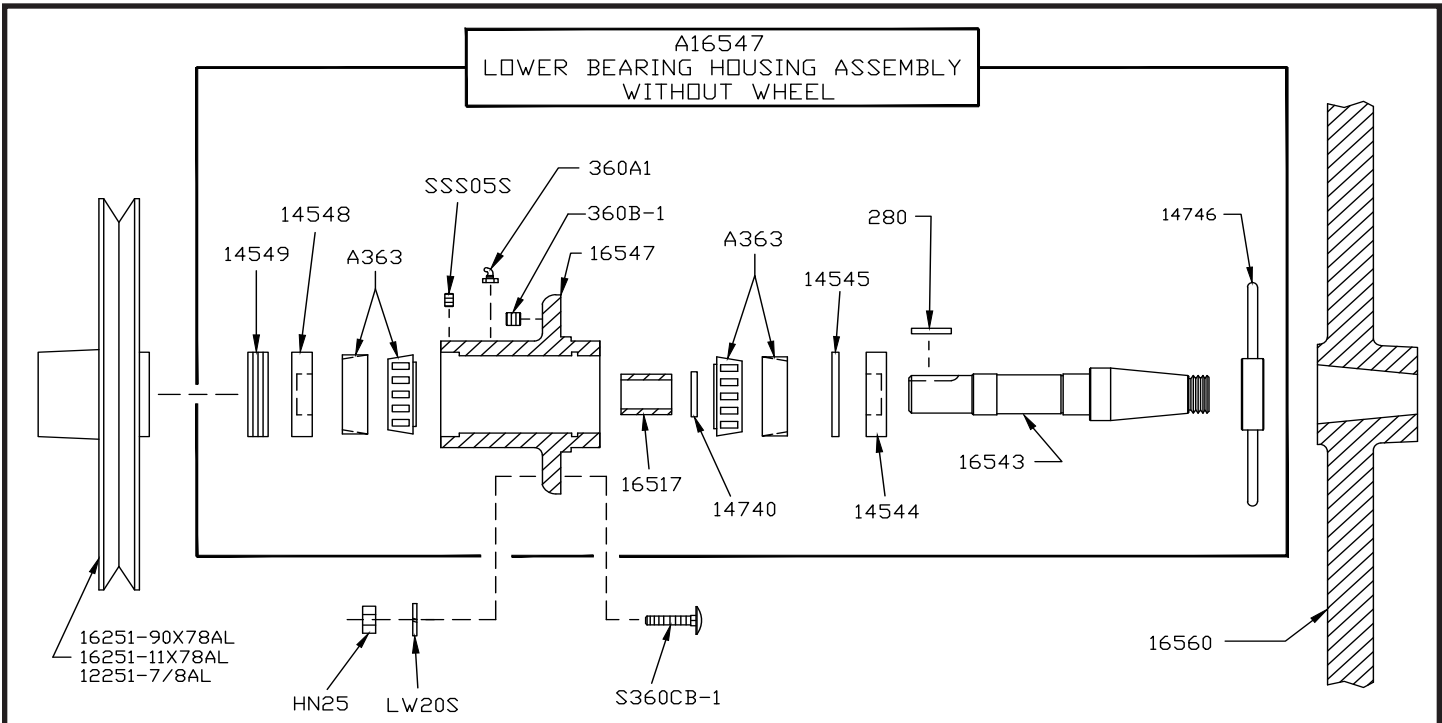 A16547
LOWER BEARING HOUSING ASSEMBLY
WITHOUT WHEEL
360A1
SSS05S
14548
360B-1
280
14746
14549
A363
16547
A363
14545
16517
14740
14544
16543
16251-90X78AL
16251-11X78AL
12251-7/8AL
HN25
LW20S
S360CB-1
16560